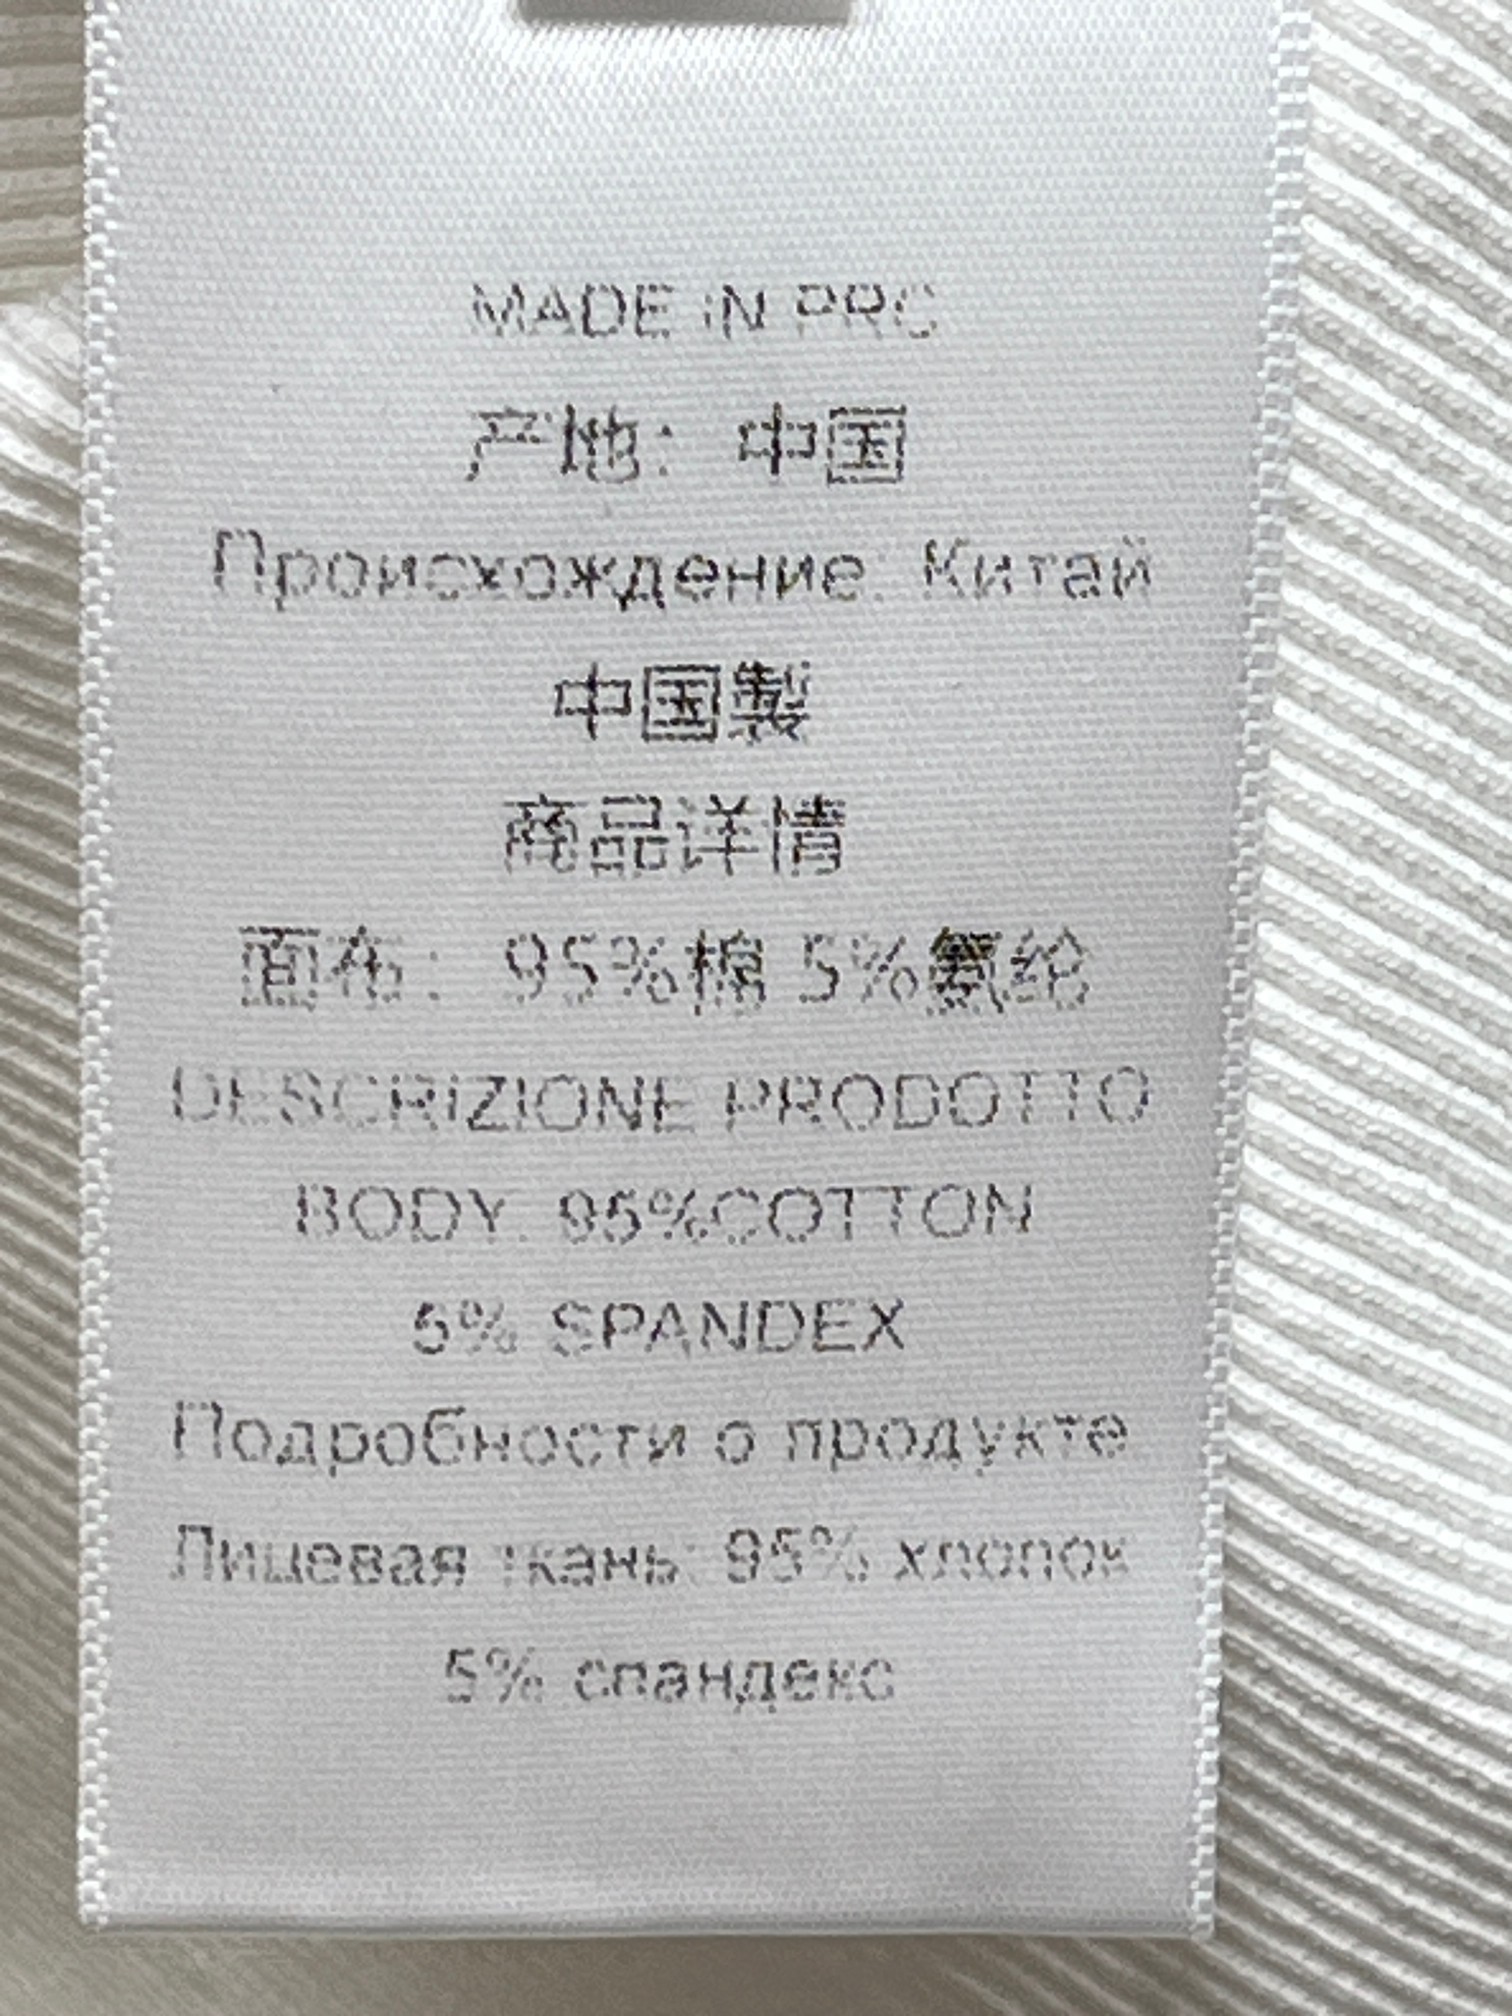 MADE IN PRC
产地: 中国
Происхождение: Китай
中国製
商品详情
面布: 95%棉 5%氨纶
DESCRIZIONE PRODOTTO
BODY: 95%COTTON
5% SPANDEX
Подробности о продукте
Лицевая ткань: 95% хлопок
5% спандекс